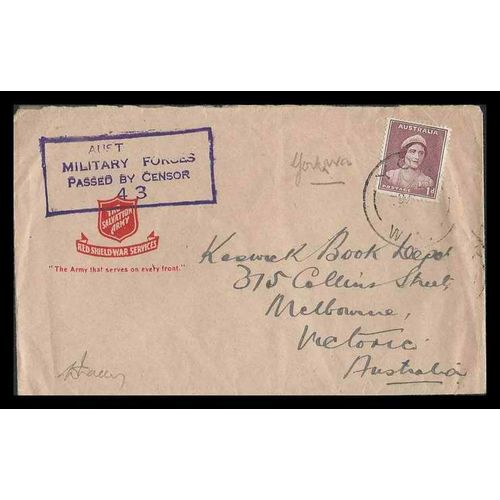 AUST
MILITARY FORCES
PASSED BY CENSOR
43
THE
SALVATION
ARMY
RED SHIELD WAR SERVICES
"The Army that serves on every front."
AUSTRALIA
POSTAGE 1D
W
Keswick Book Depot
315 Collins Street,
Melbourne,
Victoria
Australia